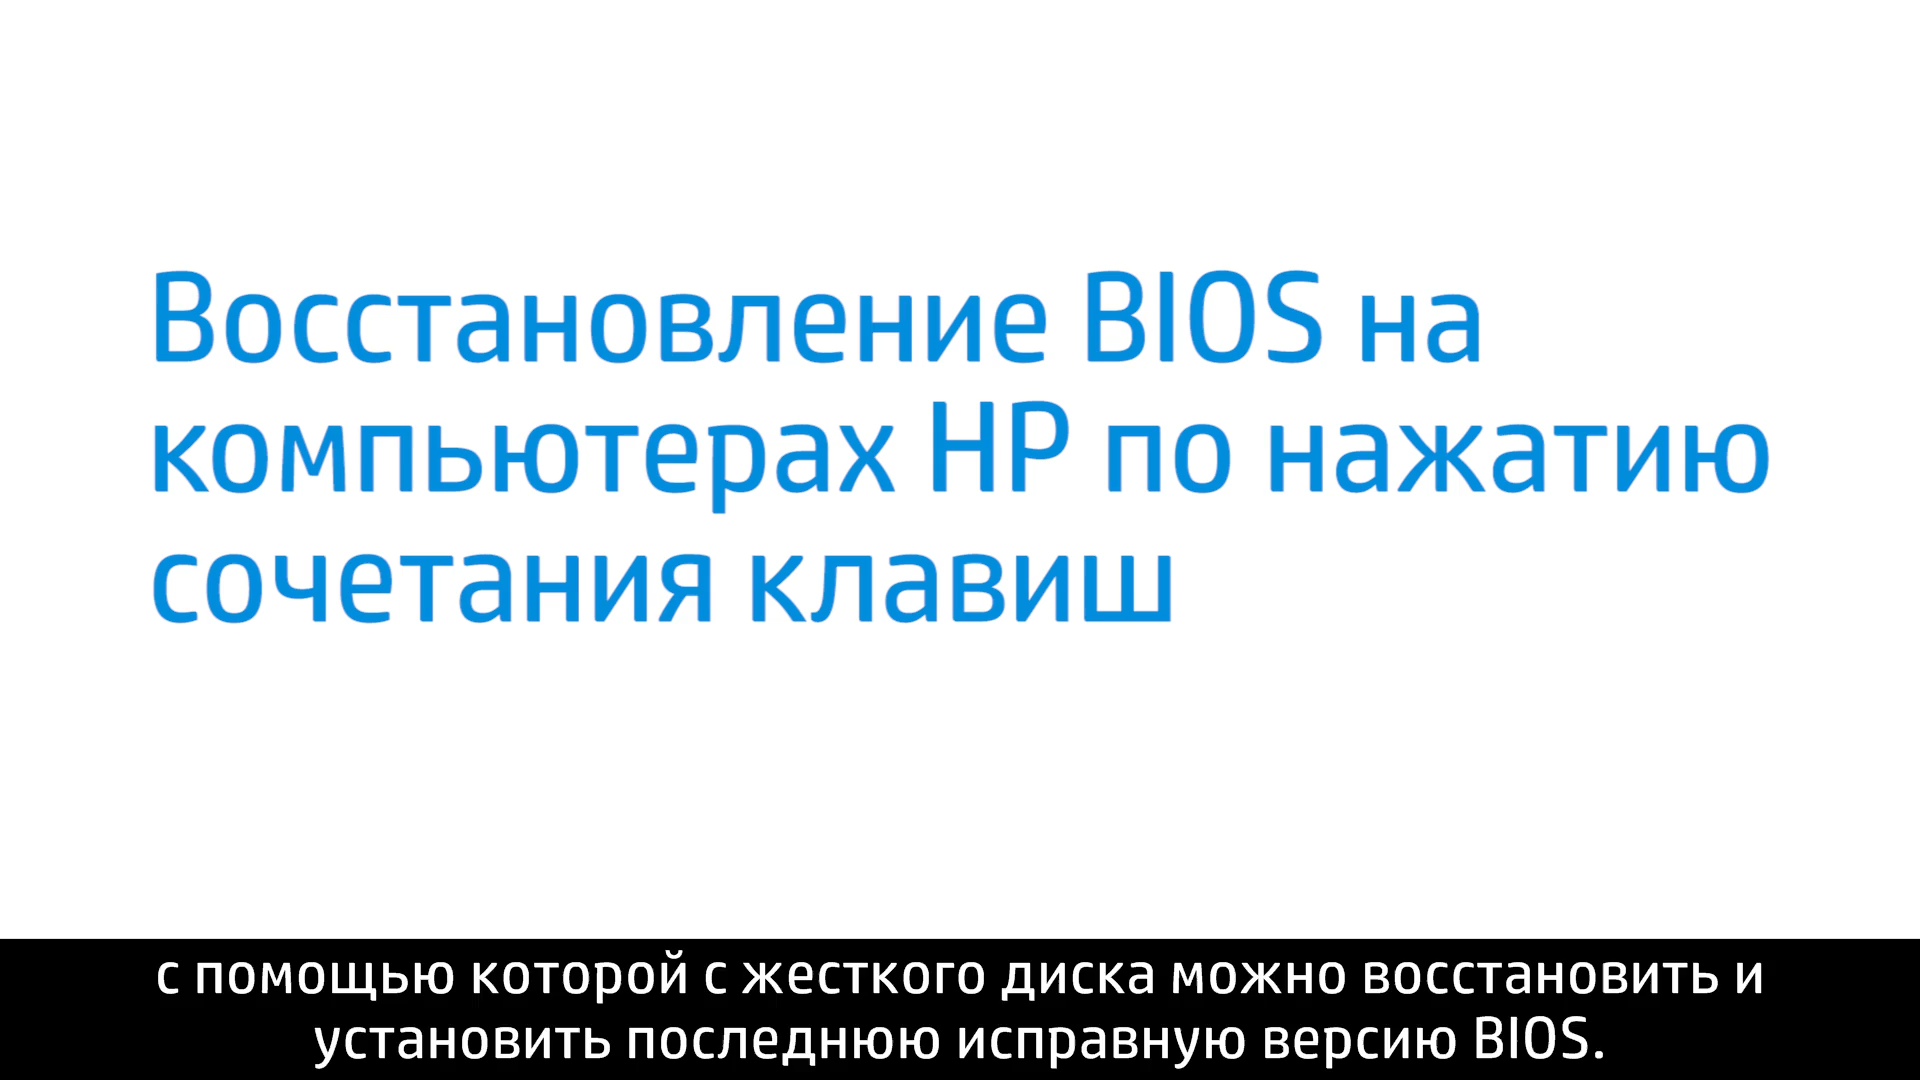 Восстановление BIOS на
компьютерах HP по нажатию
сочетания клавиш
с помощью которой с жесткого диска можно восстановить и
установить последнюю исправную версию BIOS.